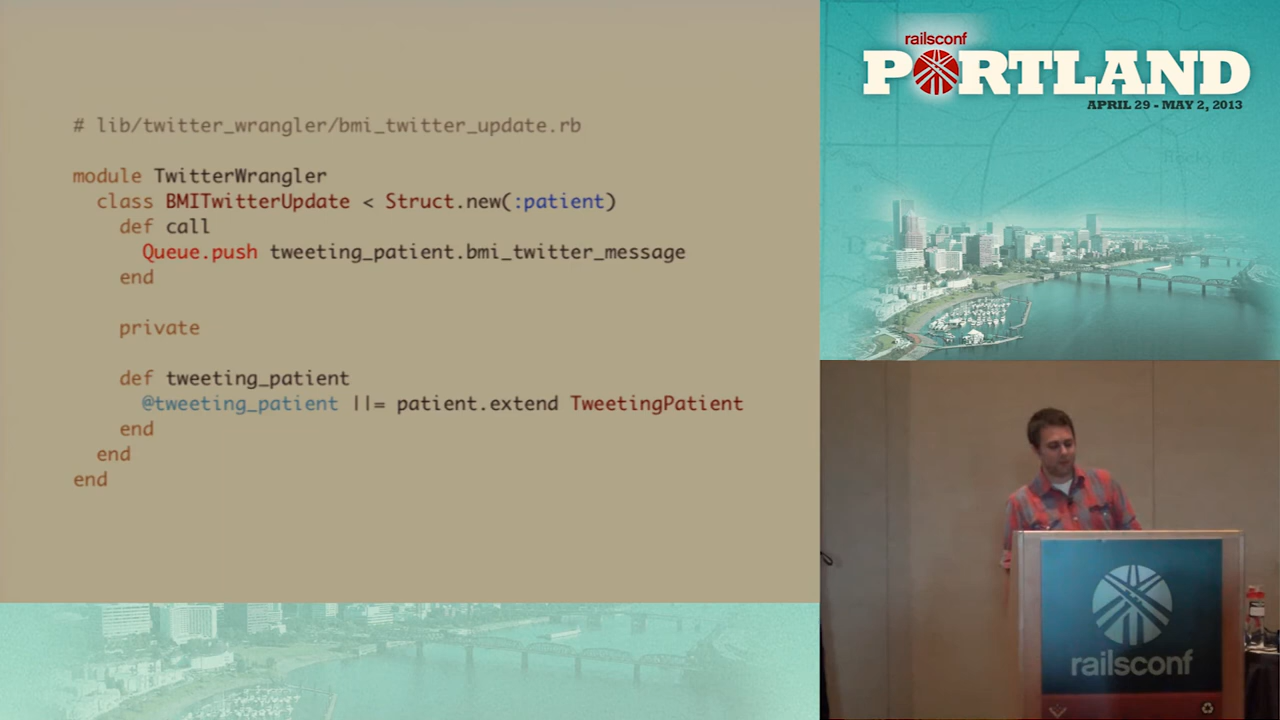 # lib/twitter_wrangler/bmi_twitter_update.rb
module TwitterWrangler
class BMITwitterUpdate < Struct.new(:patient)
def call
Queue.push tweeting_patient.bmi_twitter_message
end
private
def tweeting_patient
@tweeting_patient ||= patient.extend TweetingPatient
end
end
end
railsconf
PORTLAND
APRIL 29 - MAY 2, 2013
railsconf